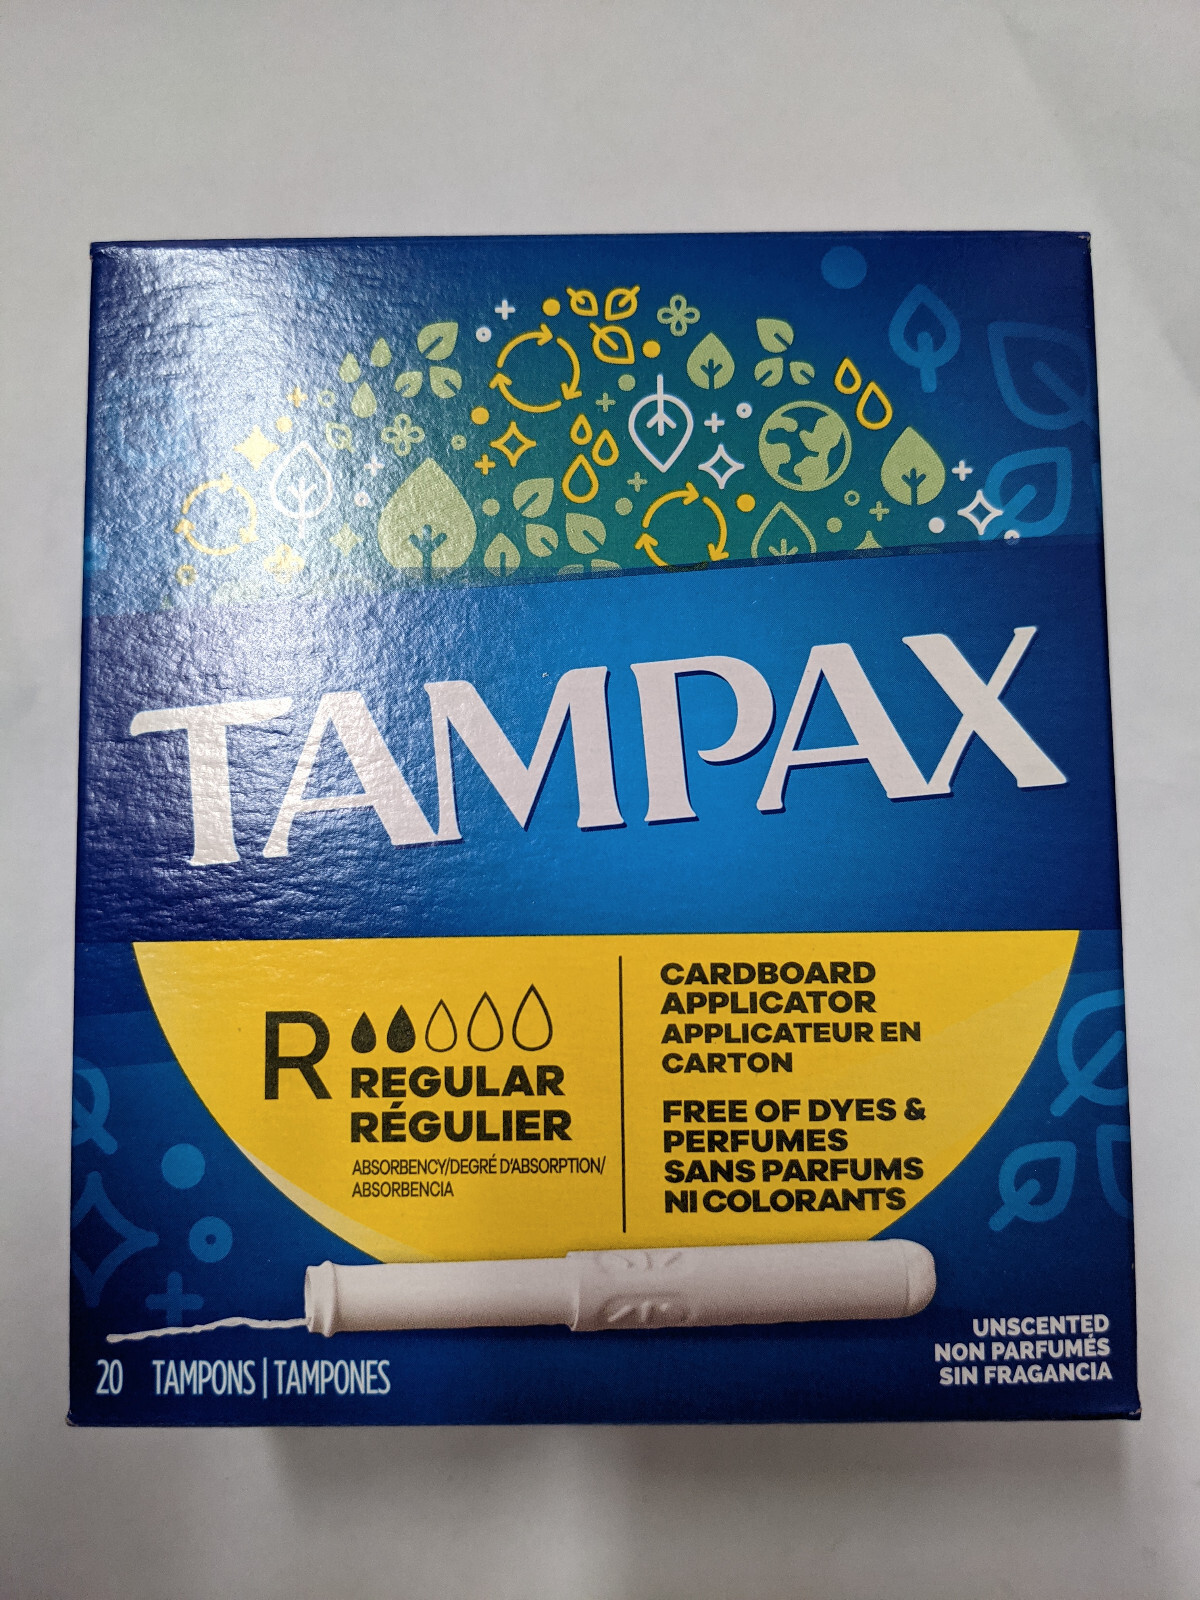 TAMPAX
R
REGULAR
RÉGULIER
ABSORBENCY/DEGRÉ D'ABSORPTION/
ABSORBENCIA
CARDBOARD
APPLICATOR
APPLICATEUR EN
CARTON
FREE OF DYES &
PERFUMES
SANS PARFUMS
NI COLORANTS
20 TAMPONS | TAMPONES
UNSCENTED
NON PARFUMÉS
SIN FRAGANCIA